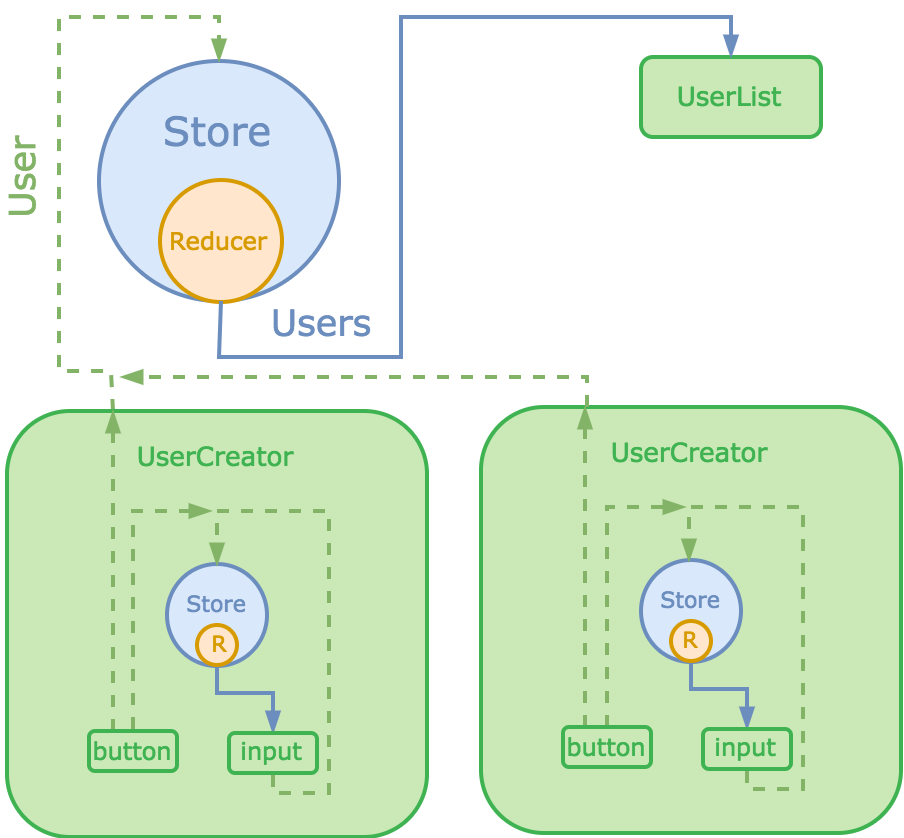 User
Store
Reducer
Users
UserList
UserCreator
Store
R
button
input
UserCreator
Store
R
button
input